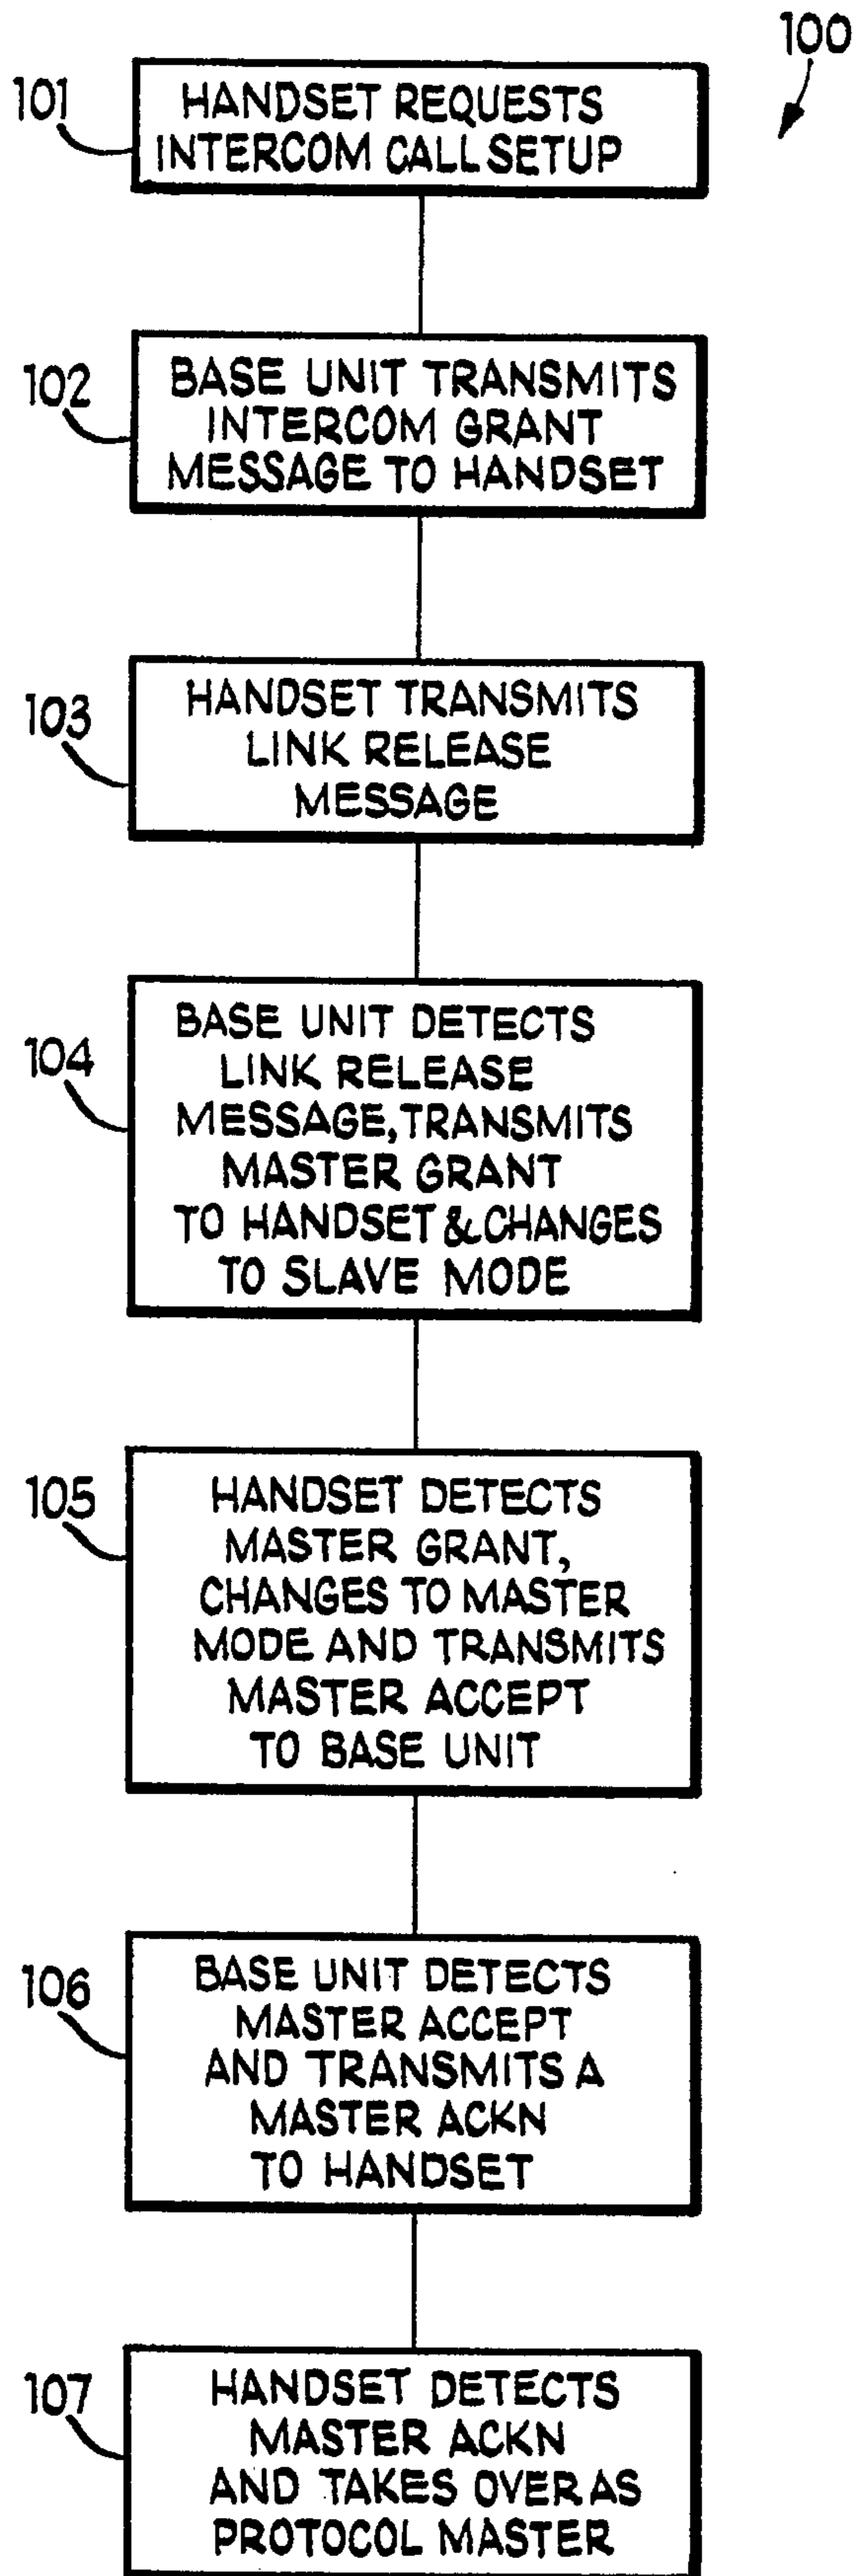 100
101
HANDSET REQUESTS
INTERCOM CALL SETUP
102
BASE UNIT TRANSMITS
INTERCOM GRANT
MESSAGE TO HANDSET
103
HANDSET TRANSMITS
LINK RELEASE
MESSAGE
104
BASE UNIT DETECTS
LINK RELEASE
MESSAGE, TRANSMITS
MASTER GRANT
TO HANDSET & CHANGES
TO SLAVE MODE
105
HANDSET DETECTS
MASTER GRANT,
CHANGES TO MASTER
MODE AND TRANSMITS
MASTER ACCEPT
TO BASE UNIT
106
BASE UNIT DETECTS
MASTER ACCEPT
AND TRANSMITS A
MASTER ACKN
TO HANDSET
107
HANDSET DETECTS
MASTER ACKN
AND TAKES OVER AS
PROTOCOL MASTER